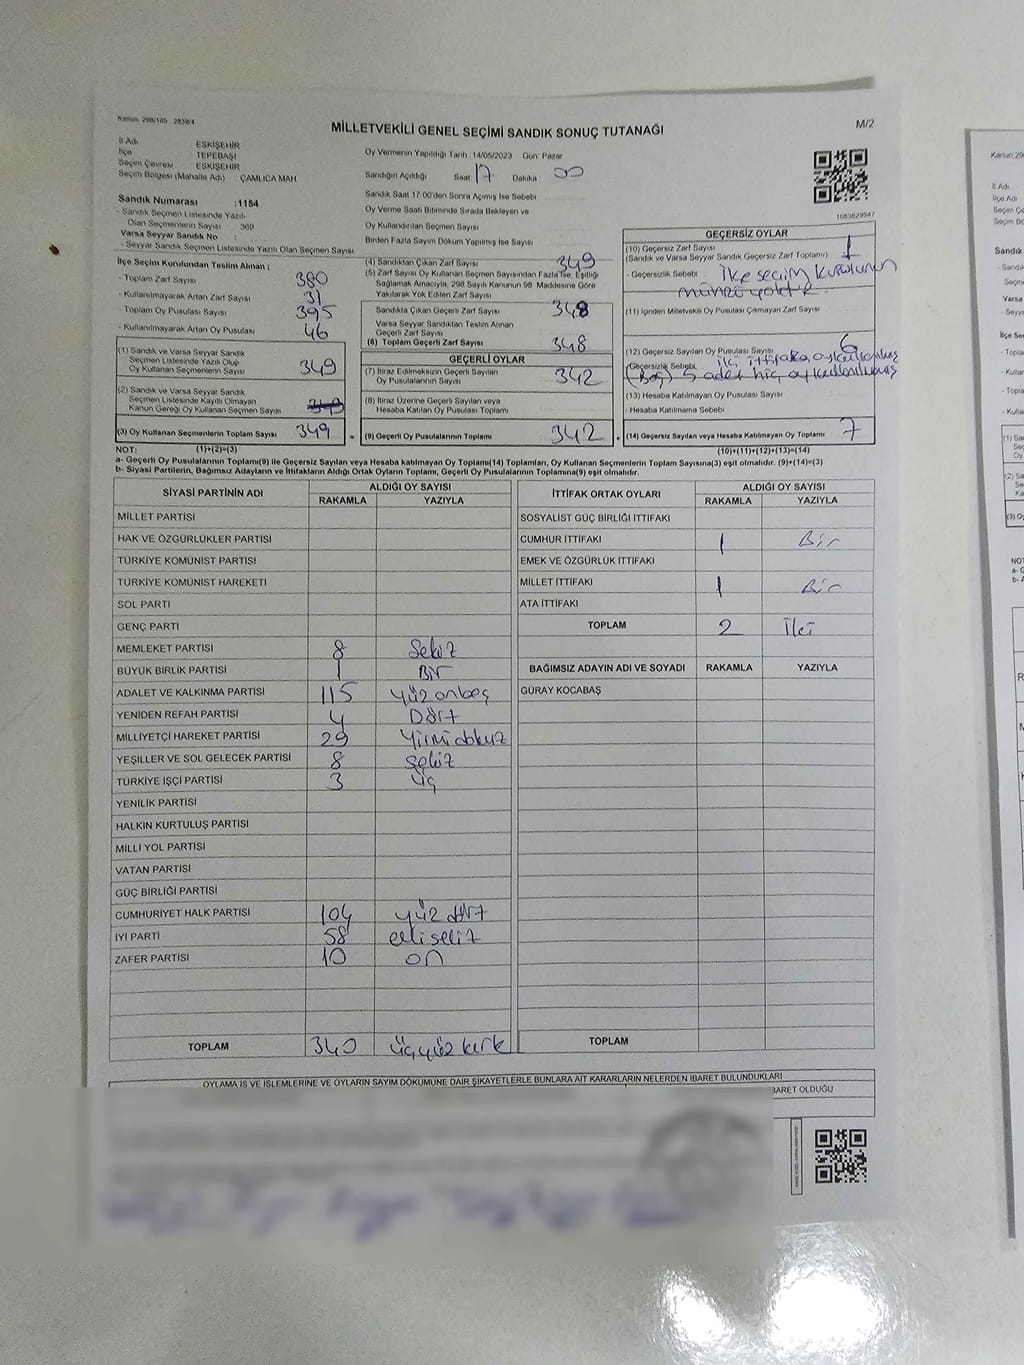 MİLLETVEKİLİ GENEL SEÇİMİ SANDIK SONUÇ TUTANAĞI
M/2
İl Adı ESKİŞEHİR
İlçe TEPEBAŞI
Seçim Çevresi ESKİŞEHİR
Seçim Bölgesi (Mahalle Adı) ÇAMLICA MAH.
Sandık Numarası :1154
- Sandık Seçmen Listesinde Yazılı
Olan Seçmenlerin Sayısı 369
Varsa Seyyar Sandık No :
- Seyyar Sandık Seçmen Listesinde Yazılı Olan Seçmen Sayısı
Oy Vermenin Yapıldığı Tarih 14/05/2023 Gün: Pazar
Sandığın Açıldığı Saat 17 Dakika 00
Sandık Saat 17:00'den Sonra Açılmış İse Sebebi
Oy Verme Saati Bitiminde Sırada Bekleyen ve
Oy Kullandırılan Seçmen Sayısı
Birden Fazla Sayım Döküm Yapılmış İse Sayısı
1083629947
İlçe Seçim Kurulundan Teslim Alınan ;
- Toplam Zarf Sayısı 380
- Kullanılmayarak Artan Zarf Sayısı 31
- Toplam Oy Pusulası Sayısı 395
- Kullanılmayarak Artan Oy Pusulası 46
(1) Sandık ve Varsa Seyyar Sandık
Seçmen Listesinde Yazılı Olup
Oy Kullanan Seçmenlerin Sayısı 349
(2) Sandık ve Varsa Seyyar Sandık
Seçmen Listesinde Kayıtlı Olmayan
Kanun Gereği Oy Kullanan Seçmen Sayısı
(3) Oy Kullanan Seçmenlerin Toplam Sayısı 349
(4) Sandıktan Çıkan Zarf Sayısı 349
(5) Zarf Sayısı Oy Kullanan Seçmen Sayısından Fazla İse, Eşitliği
Sağlamak Amacıyla, 298 Sayılı Kanunun 98. Maddesine Göre
Yakılarak Yok Edilen Zarf Sayısı
Sandıkta Çıkan Geçerli Zarf Sayısı 348
Varsa Seyyar Sandıktan Teslim Alınan
Geçerli Zarf Sayısı
(6) Toplam Geçerli Zarf Sayısı 348
GEÇERLİ OYLAR
(7) İtiraz Edilmeksizin Geçerli Sayılan
Oy Pusulalarının Sayısı 342
(8) İtiraz Üzerine Geçerli Sayılan veya
Hesaba Katılan Oy Pusulası Toplamı
(9) Geçerli Oy Pusulalarının Toplamı 342
GEÇERSİZ OYLAR
(10) Geçersiz Zarf Sayısı
(Sandık ve Varsa Seyyar Sandık Geçersiz Zarf Toplamı) 1
- Geçersizlik Sebebi İlçe seçim kurulunun
mührü yoktur.
(11) İçinden Milletvekili Oy Pusulası Çıkmayan Zarf Sayısı
(12) Geçersiz Sayılan Oy Pusulası Sayısı 6
- Geçersizlik Sebebi İki ittifaka oy kullanılmış
(Boş) 5 adet hiç oy kullanılmamış
(13) Hesaba Katılmayan Oy Pusulası Sayısı
- Hesaba Katılmama Sebebi
(14) Geçersiz Sayılan veya Hesaba Katılmayan Oy Toplamı 7
NOT: (1)+(2)=(3) (10)+(11)+(12)+(13)=(14)
a- Geçerli Oy Pusulalarının Toplamı(9) ile Geçersiz Sayılan veya Hesaba katılmayan Oy Toplamı(14) Toplamları, Oy Kullanan Seçmenlerin Toplam Sayısına(3) eşit olmalıdır. (9)+(14)=(3)
b- Siyasi Partilerin, Bağımsız Adayların ve İttifakların Aldığı Ortak Oyların Toplamı, Geçerli Oy Pusulalarının Toplamına(9) eşit olmalıdır.
SİYASİ PARTİNİN ADI ALDIĞI OY SAYISI
RAKAMLA YAZIYLA
MİLLET PARTİSİ
HAK VE ÖZGÜRLÜKLER PARTİSİ
TÜRKİYE KOMÜNİST PARTİSİ
TÜRKİYE KOMÜNİST HAREKETİ
SOL PARTİ
GENÇ PARTİ
MEMLEKET PARTİSİ 8 Sekiz
BÜYÜK BİRLİK PARTİSİ 1 Bir
ADALET VE KALKINMA PARTİSİ 115 yüzonbeş
YENİDEN REFAH PARTİSİ 4 Dört
MİLLİYETÇİ HAREKET PARTİSİ 29 Yirmidokuz
YEŞİLLER VE SOL GELECEK PARTİSİ 8 sekiz
TÜRKİYE İŞÇİ PARTİSİ 3 üç
YENİLİK PARTİSİ
HALKIN KURTULUŞ PARTİSİ
MİLLİ YOL PARTİSİ
VATAN PARTİSİ
GÜÇ BİRLİĞİ PARTİSİ
CUMHURİYET HALK PARTİSİ 104 yüzdört
İYİ PARTİ 58 ellisekiz
ZAFER PARTİSİ 10 on
TOPLAM 340 üçyüzkırk
İTTİFAK ORTAK OYLARI ALDIĞI OY SAYISI
RAKAMLA YAZIYLA
SOSYALİST GÜÇ BİRLİĞİ İTTİFAKI
CUMHUR İTTİFAKI 1 Bir
EMEK VE ÖZGÜRLÜK İTTİFAKI
MİLLET İTTİFAKI 1 Bir
ATA İTTİFAKI
TOPLAM 2 İki
BAĞIMSIZ ADAYIN ADI VE SOYADI RAKAMLA YAZIYLA
GÜRAY KOCABAŞ
TOPLAM
OYLAMA İŞ VE İŞLEMLERİNE VE OYLARIN SAYIM DÖKÜMÜNE DAİR ŞİKAYETLERLE BUNLARA AİT KARARLARIN NELERDEN İBARET BULUNDUKLARI
BARET OLDUĞU